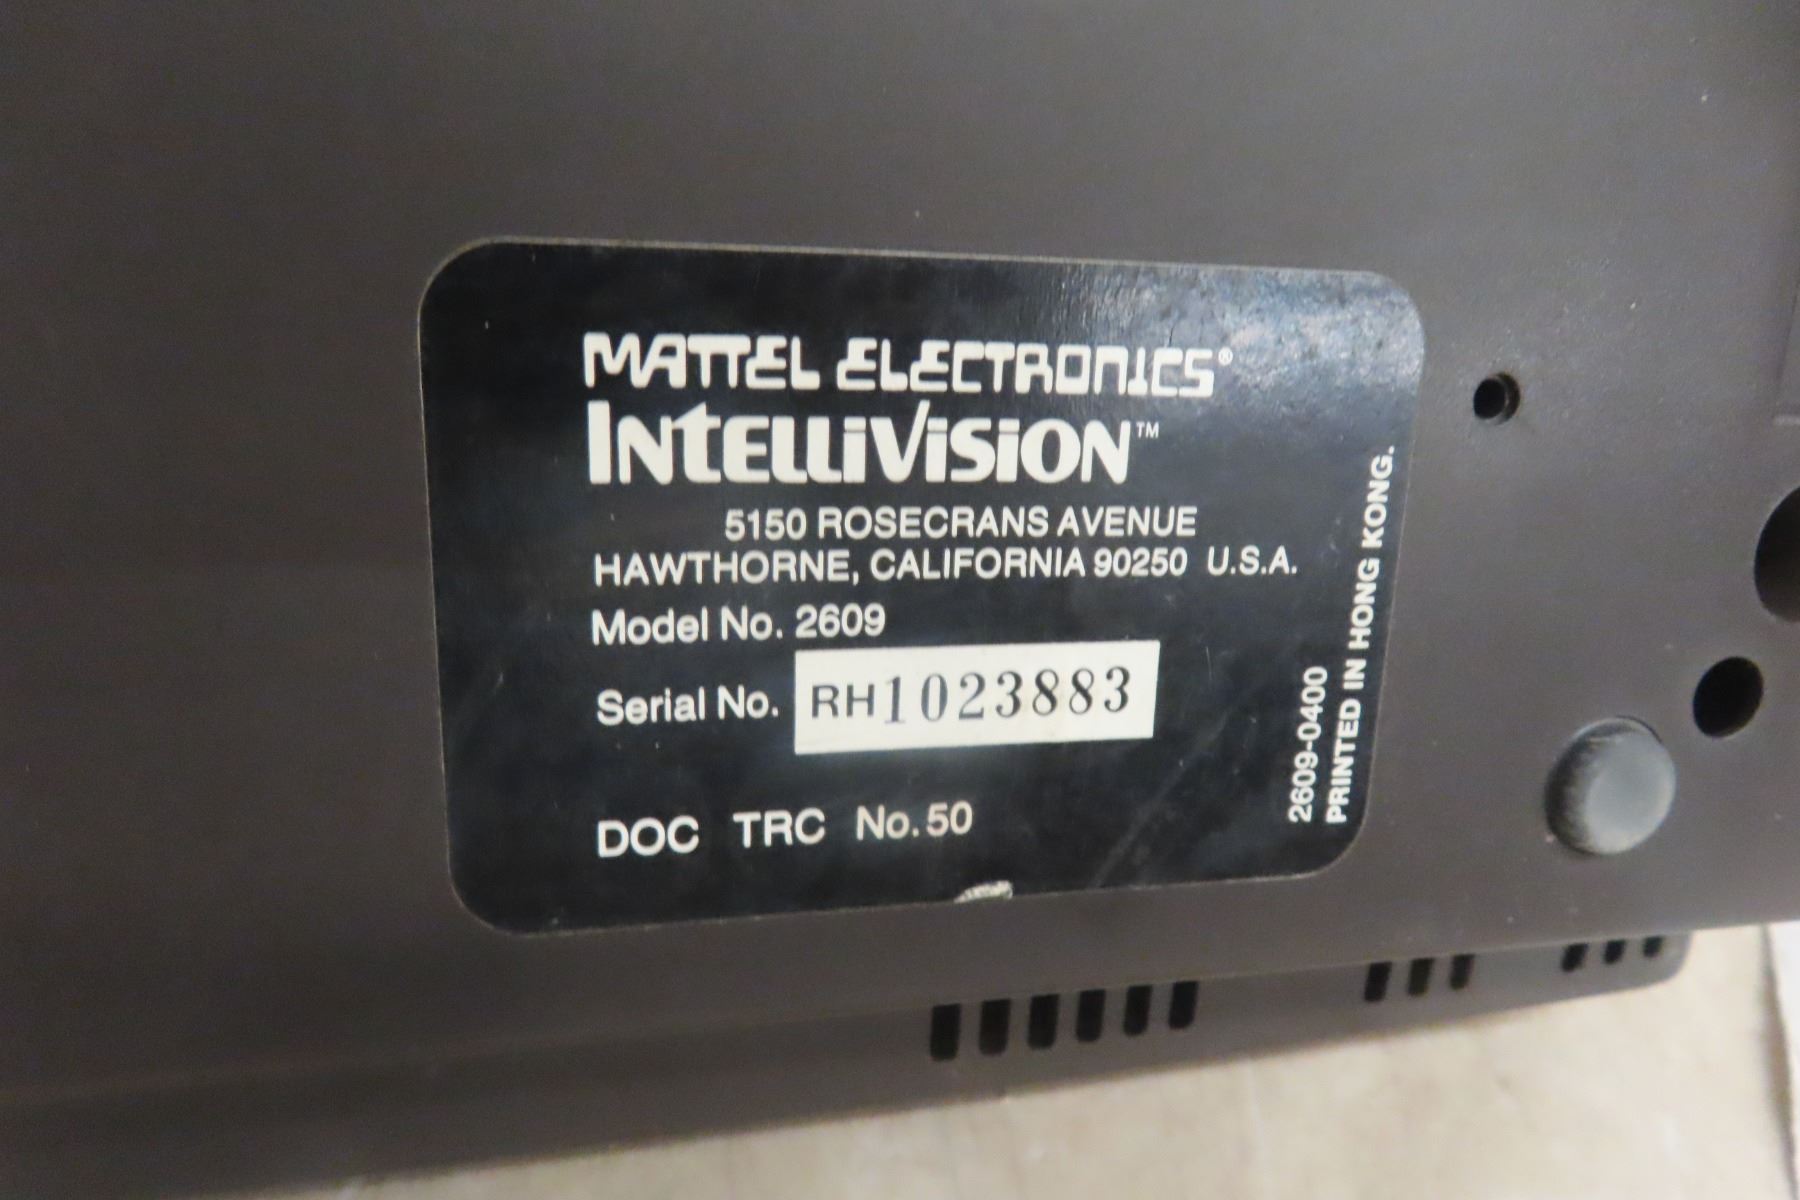 MATTEL ELECTRONICS®
INTELLIVISION™
5150 ROSECRANS AVENUE
HAWTHORNE, CALIFORNIA 90250 U.S.A.
Model No. 2609
Serial No. RH1023883
DOC TRC No. 50
2609-0400
PRINTED IN HONG KONG.